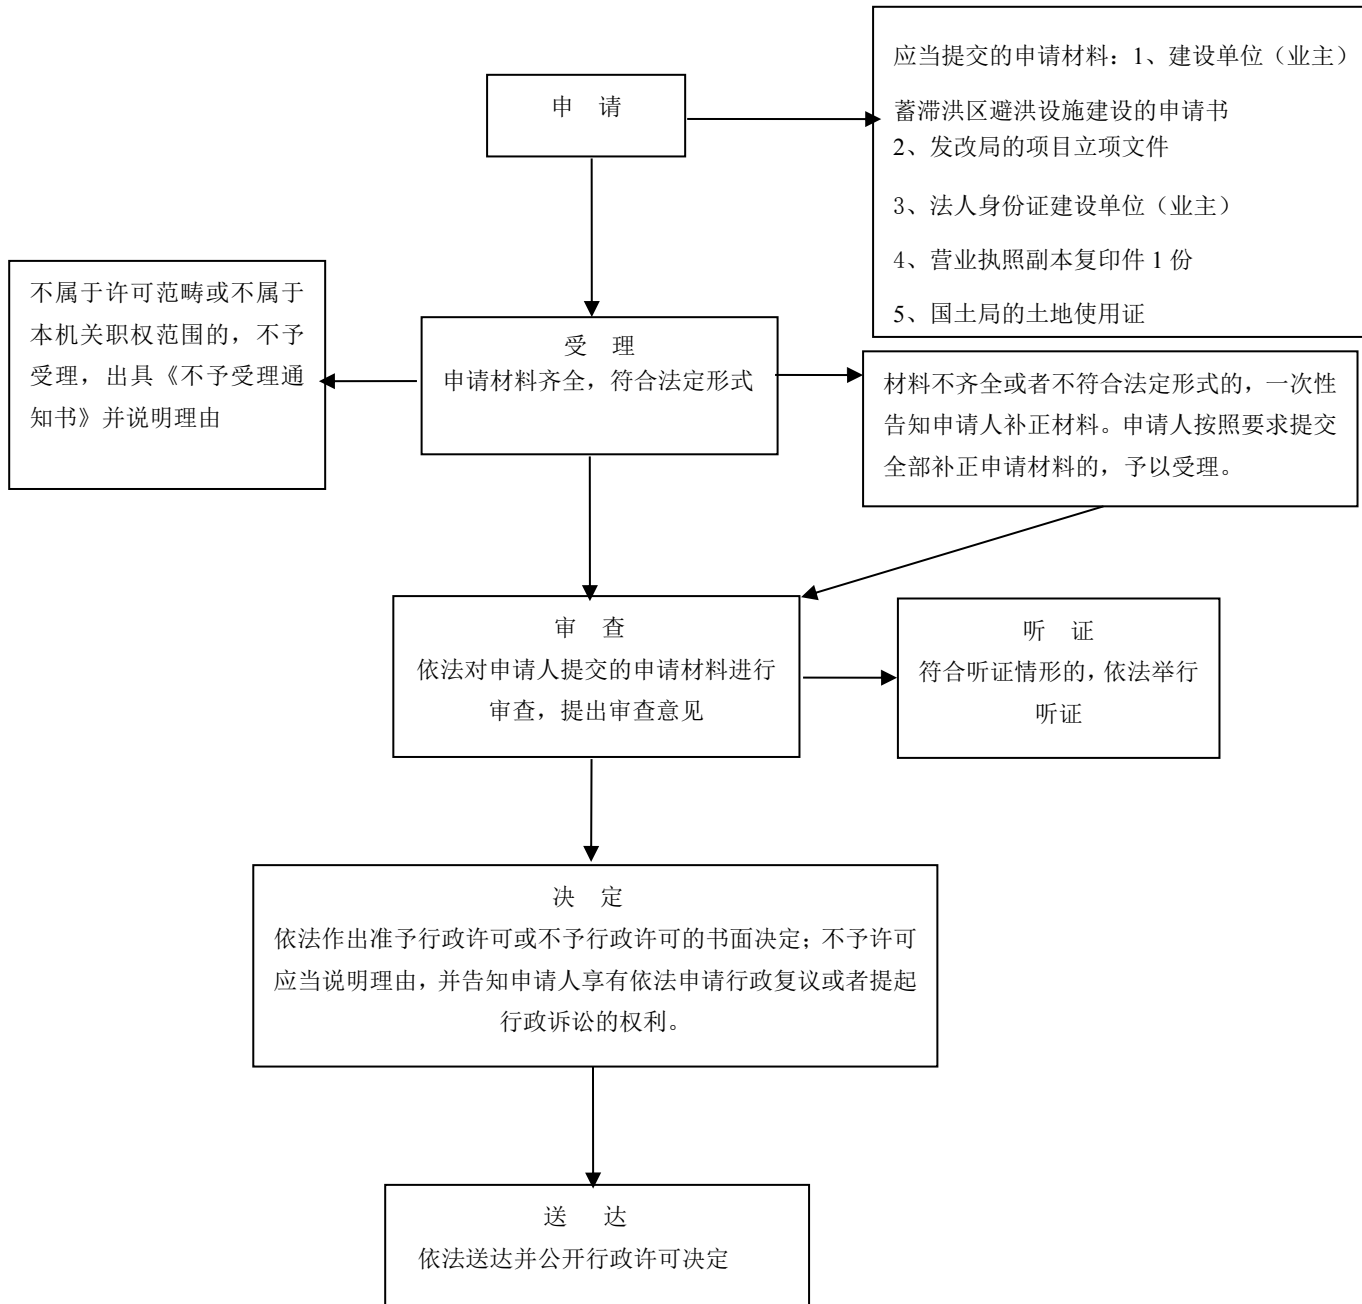 申 请
应当提交的申请材料：1、建设单位（业主）
蓄滞洪区避洪设施建设的申请书
2、发改局的项目立项文件
3、法人身份证建设单位（业主）
4、营业执照副本复印件 1 份
5、国土局的土地使用证
不属于许可范畴或不属于
本机关职权范围的，不予
受理，出具《不予受理通
知书》并说明理由
受 理
申请材料齐全，符合法定形式
材料不齐全或者不符合法定形式的，一次性
告知申请人补正材料。申请人按照要求提交
全部补正申请材料的，予以受理。
审 查
依法对申请人提交的申请材料进行
审查，提出审查意见
听 证
符合听证情形的，依法举行
听证
决 定
依法作出准予行政许可或不予行政许可的书面决定；不予许可
应当说明理由，并告知申请人享有依法申请行政复议或者提起
行政诉讼的权利。
送 达
依法送达并公开行政许可决定